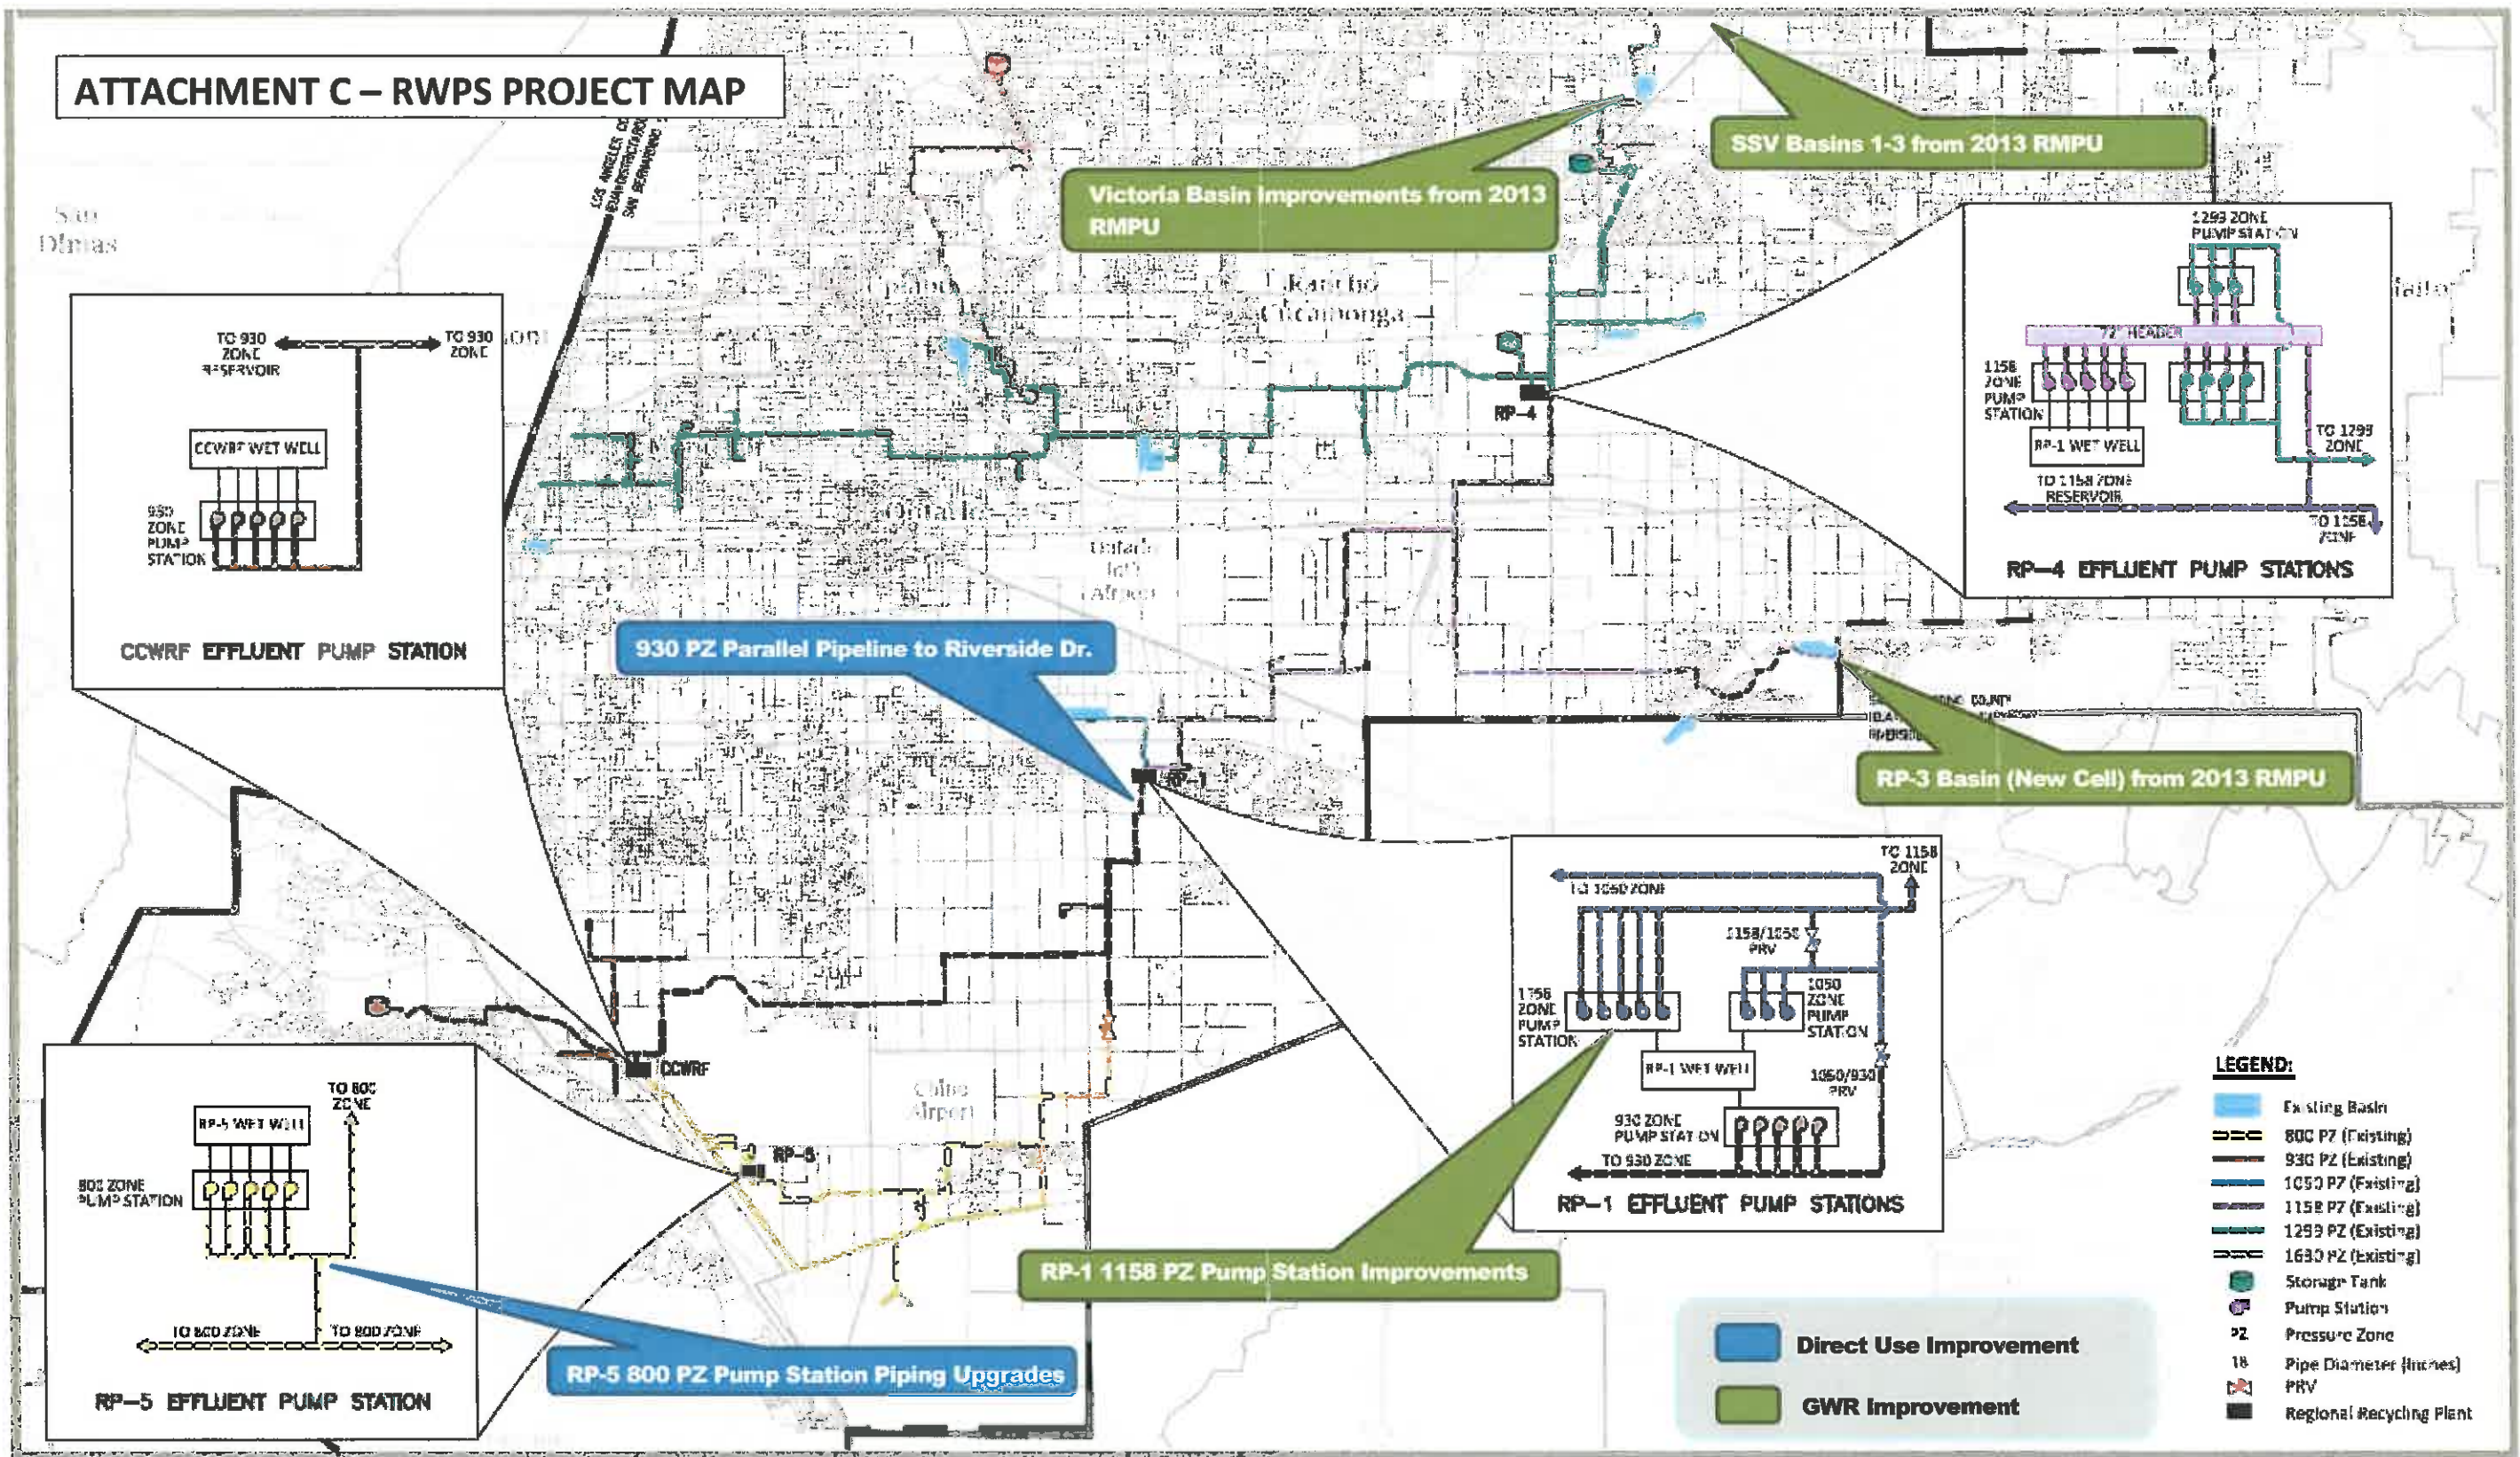 ATTACHMENT C – RWPS PROJECT MAP
San
Dimas
SSV Basins 1-3 from 2013 RMPU
Victoria Basin Improvements from 2013
RMPU
Rancho
Cucamonga
TO 930
ZONE
RESERVOIR
TO 930
ZONE
CCWRF WET WELL
930
ZONE
PUMP
STATION
CCWRF EFFLUENT PUMP STATION
1299 ZONE
PUMP STATION
72" HEADER
1158
ZONE
PUMP
STATION
RP-1 WET WELL
TO 1299
ZONE
TO 1158 ZONE
RESERVOIR
TO 1158
ZONE
RP-4 EFFLUENT PUMP STATIONS
RP-4
Ontario
Int'l
Airport
930 PZ Parallel Pipeline to Riverside Dr.
RP-1
RP-3 Basin (New Cell) from 2013 RMPU
TO 1158
ZONE
TO 1050 ZONE
1158/1050
PRV
1158
ZONE
PUMP
STATION
1050
ZONE
PUMP
STATION
RP-1 WET WELL
1050/930
PRV
930 ZONE
PUMP STATION
TO 930 ZONE
RP-1 EFFLUENT PUMP STATIONS
CCWRF
Chino
Airport
RP-5
TO 800
ZONE
RP-5 WET WELL
800 ZONE
PUMP STATION
TO 800 ZONE
TO 800 ZONE
RP-5 EFFLUENT PUMP STATION
RP-1 1158 PZ Pump Station Improvements
RP-5 800 PZ Pump Station Piping Upgrades
Direct Use Improvement
GWR Improvement
LEGEND:
Existing Basin
800 PZ (Existing)
930 PZ (Existing)
1050 PZ (Existing)
1158 PZ (Existing)
1299 PZ (Existing)
1630 PZ (Existing)
Storage Tank
Pump Station
PZ Pressure Zone
18 Pipe Diameter (Inches)
PRV
Regional Recycling Plant